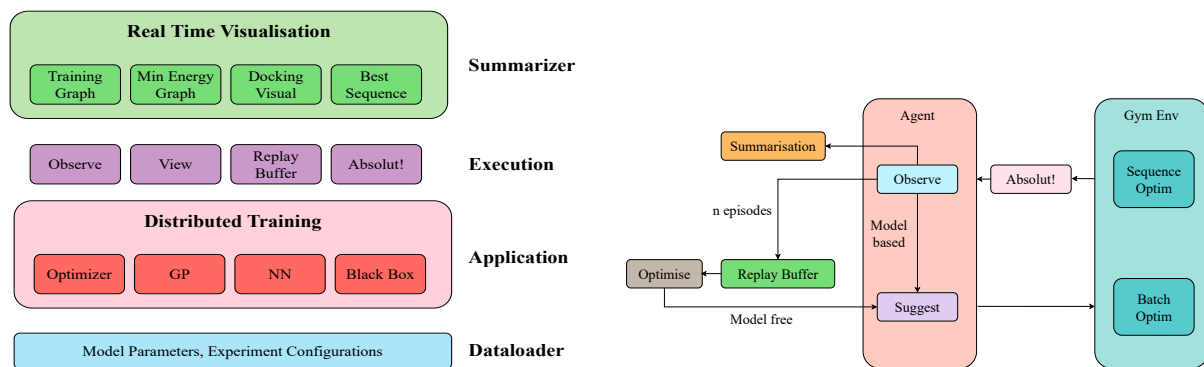 Real Time Visualisation
Training
Graph
Min Energy
Graph
Docking
Visual
Best
Sequence
Summarizer
Observe
View
Replay
Buffer
Absolut!
Execution
Distributed Training
Optimizer
GP
NN
Black Box
Application
Model Parameters, Experiment Configurations
Dataloader
Agent
Gym Env
Summarisation
Observe
Absolut!
Sequence
Optim
n episodes
Model
based
Optimise
Replay Buffer
Model free
Suggest
Batch
Optim